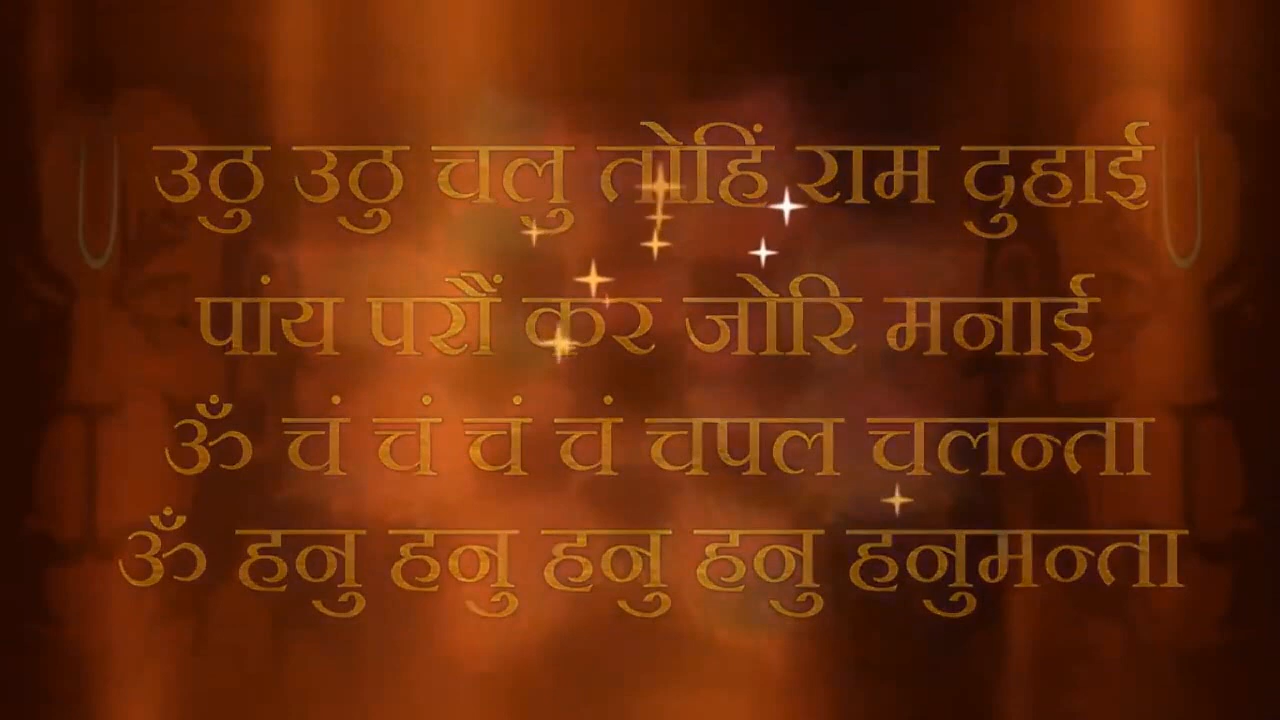 उठु उठु चलु तोहिं राम दुहाई
पांय परौं कर जोरि मनाई
ॐ चं चं चं चं चपल चलन्ता
ॐ हनु हनु हनु हनु हनुमन्ता